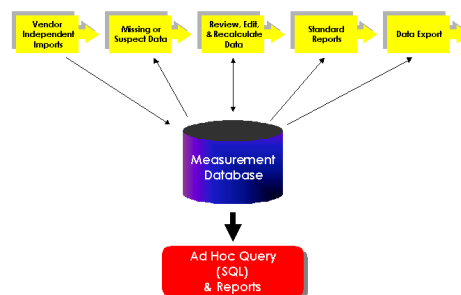 Vendor
Independent
Imports
Missing or
Suspect Data
Review, Edit,
& Recalculate
Data
Standard
Reports
Data Export
Measurement
Database
Ad Hoc Query
(SQL)
& Reports